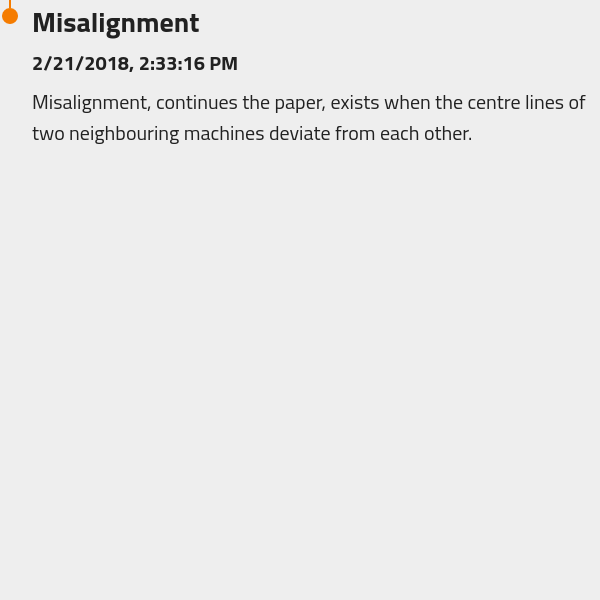 Misalignment
2/21/2018, 2:33:16 PM
Misalignment, continues the paper, exists when the centre lines of
two neighbouring machines deviate from each other.